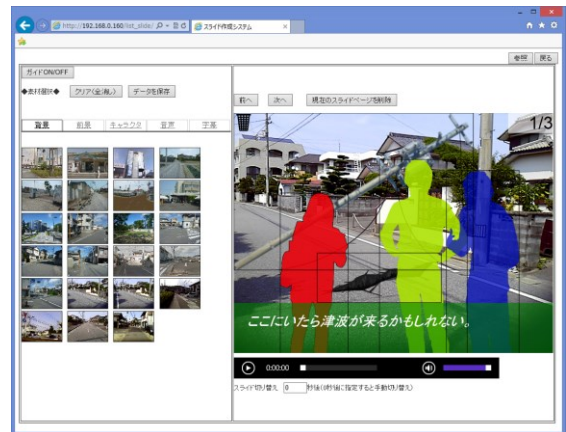 http://192.168.0.160/list_slide/
スライド作成システム
参照 戻る
ガイドON/OFF
◆素材選択◆ クリア(全消し) データを保存
背景 前景 キャラクタ 音声 字幕
前へ 次へ 現在のスライドページを削除
1/3
ここにいたら津波が来るかもしれない。
0:00:00
スライド切り替え 0 秒後(0秒後に指定すると手動切り替え)